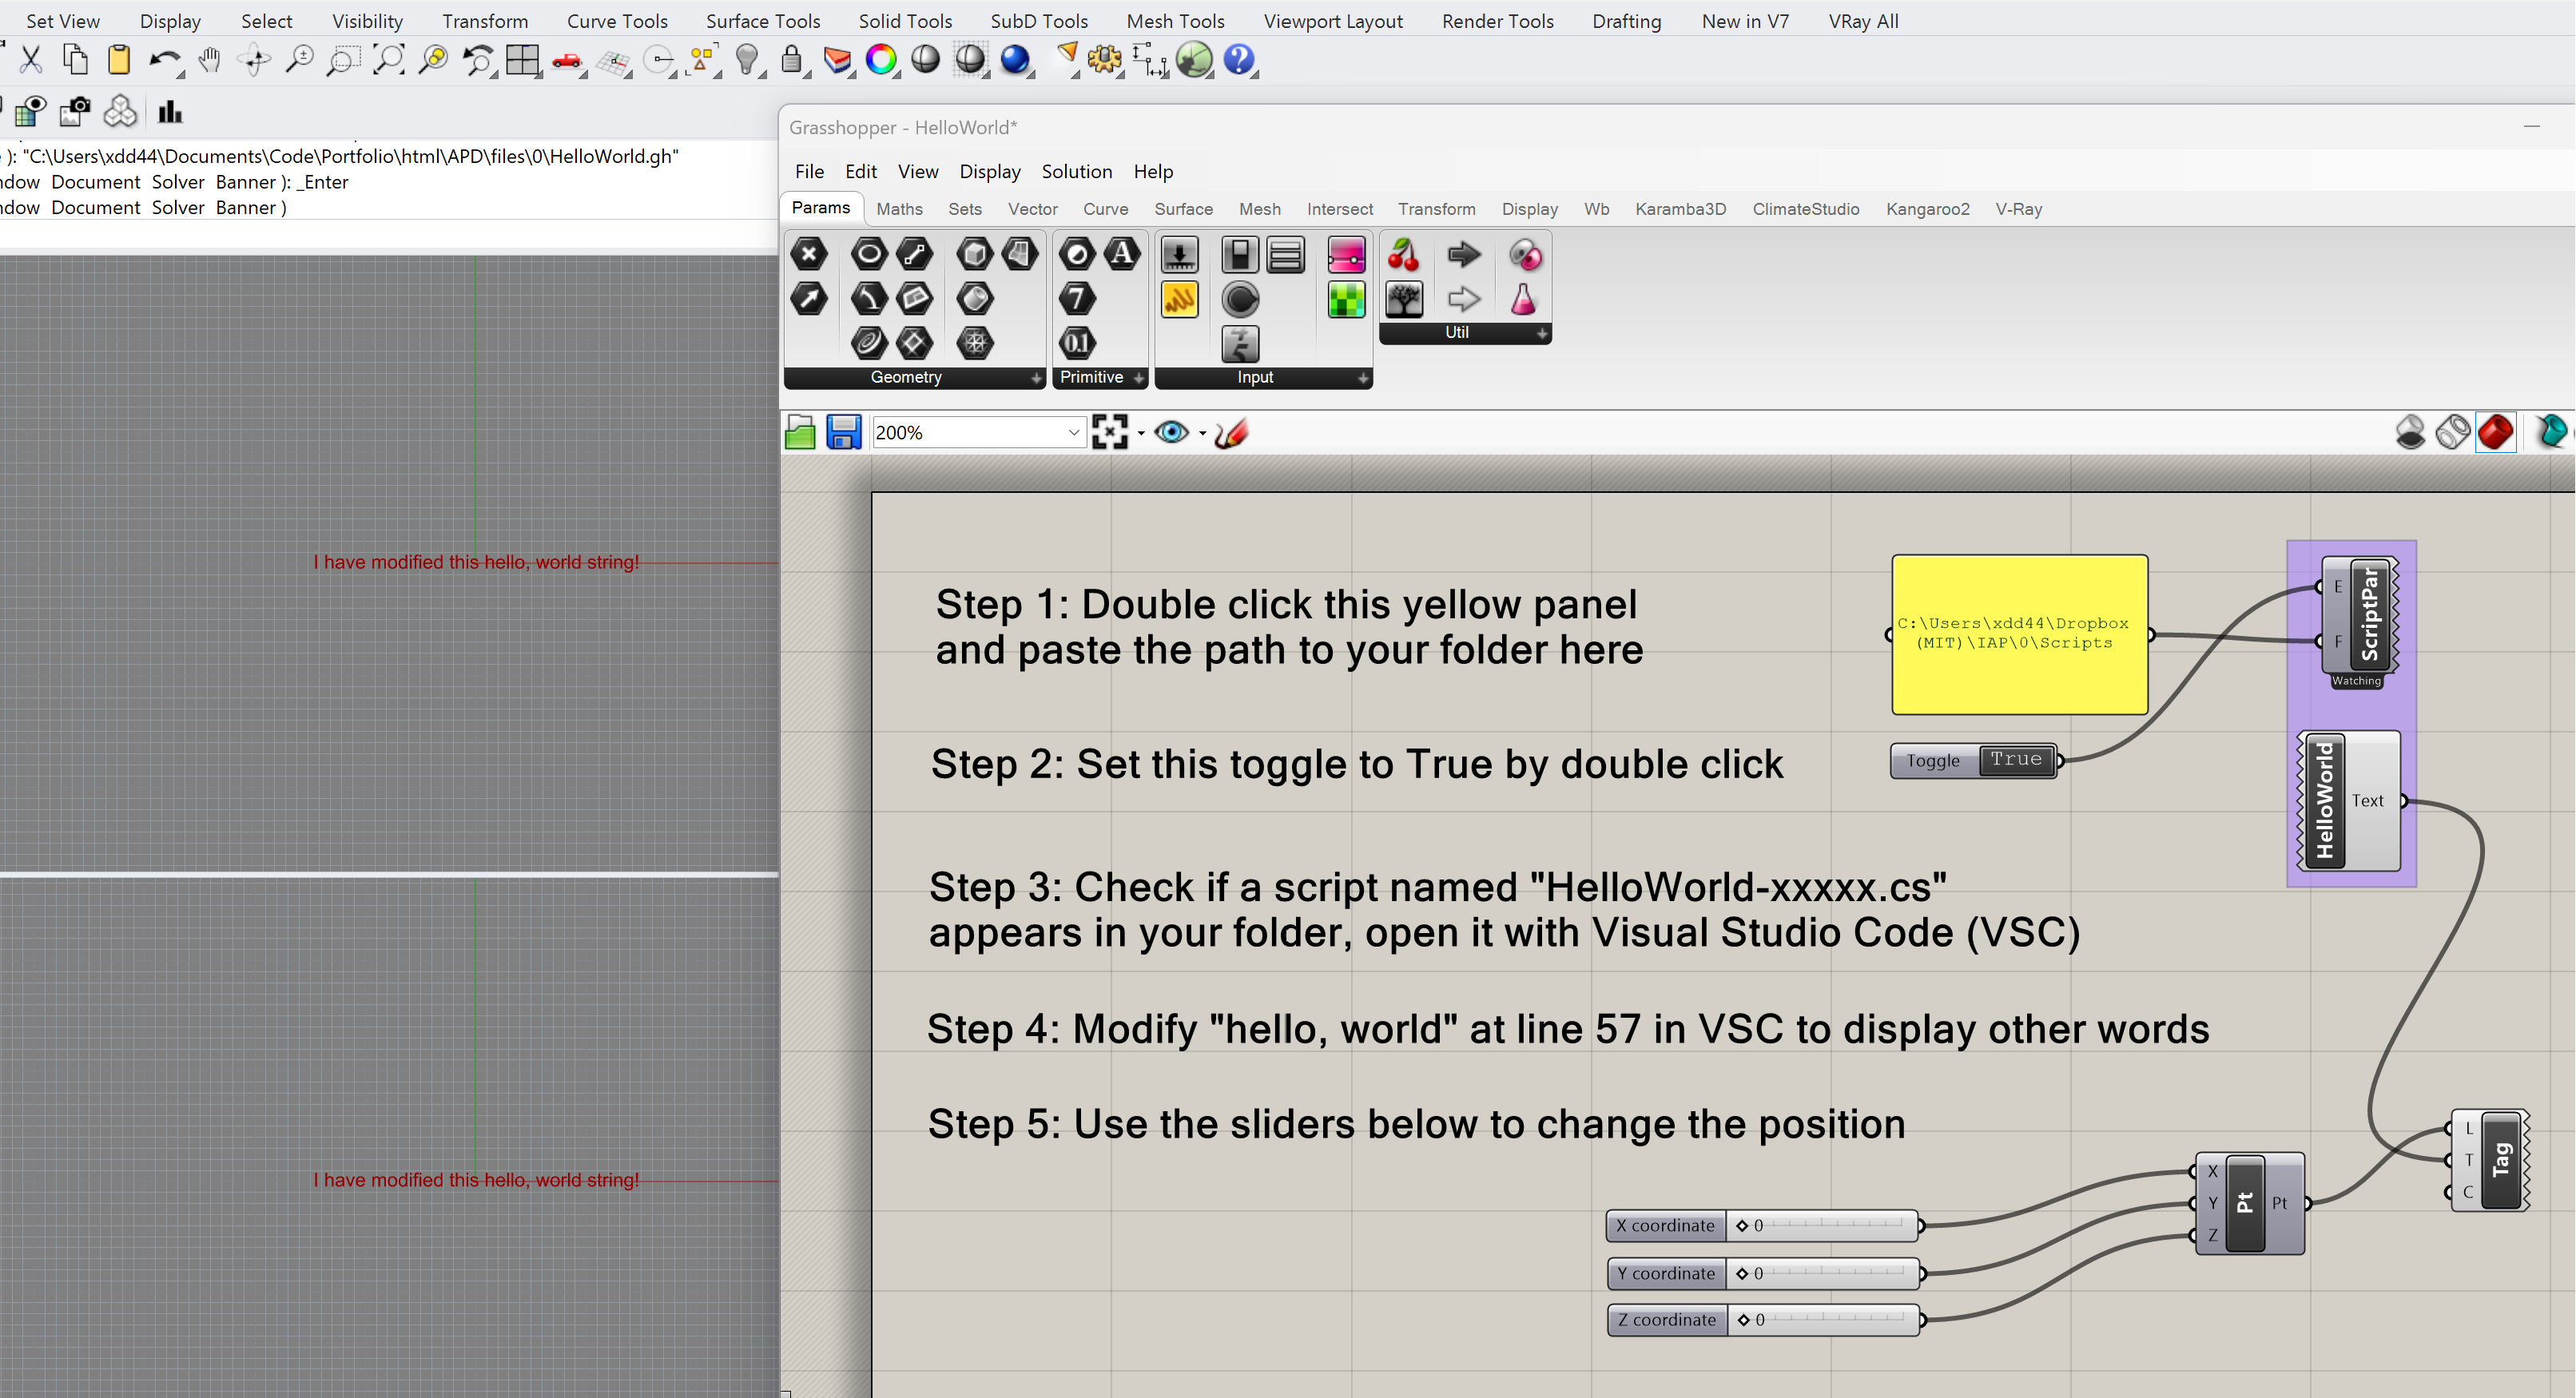 Set View Display Select Visibility Transform Curve Tools Surface Tools Solid Tools SubD Tools Mesh Tools Viewport Layout Render Tools Drafting New in V7 VRay All
): "C:\Users\xdd44\Documents\Code\Portfolio\html\APD\files\0\HelloWorld.gh"
ndow Document Solver Banner ): _Enter
ndow Document Solver Banner )
I have modified this hello, world string!
I have modified this hello, world string!
Grasshopper - HelloWorld*
File Edit View Display Solution Help
Params Maths Sets Vector Curve Surface Mesh Intersect Transform Display Wb Karamba3D ClimateStudio Kangaroo2 V-Ray
A
7
0.1
Util
Geometry Primitive Input
200%
Step 1: Double click this yellow panel
and paste the path to your folder here
C:\Users\xdd44\Dropbox
(MIT)\IAP\0\Scripts
E
F
ScriptPar
Watching
Step 2: Set this toggle to True by double click
Toggle True
HelloWorld Text
Step 3: Check if a script named "HelloWorld-xxxxx.cs"
appears in your folder, open it with Visual Studio Code (VSC)
Step 4: Modify "hello, world" at line 57 in VSC to display other words
Step 5: Use the sliders below to change the position
L
T
C
Tag
X
Y
Z
Pt Pt
X coordinate 0
Y coordinate 0
Z coordinate 0